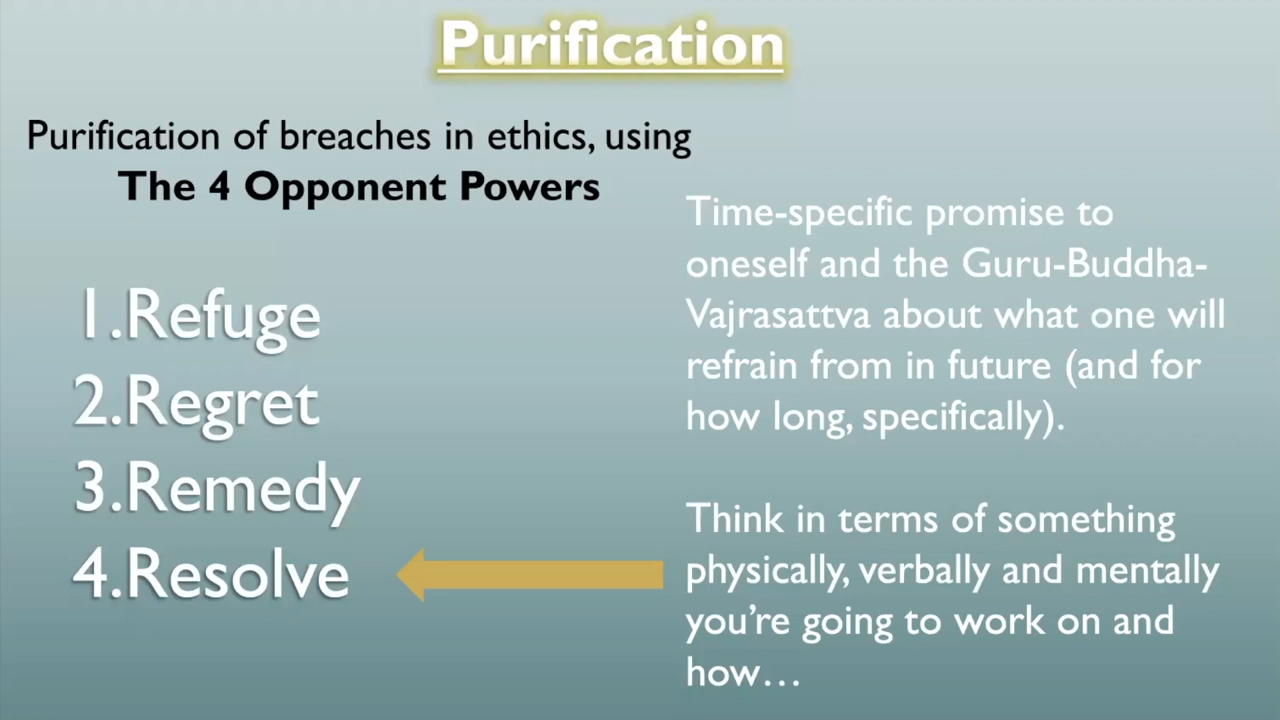 Purification
Purification of breaches in ethics, using
The 4 Opponent Powers
1.Refuge
2.Regret
3.Remedy
4.Resolve
Time-specific promise to
oneself and the Guru-Buddha-
Vajrasattva about what one will
refrain from in future (and for
how long, specifically).
Think in terms of something
physically, verbally and mentally
you’re going to work on and
how…